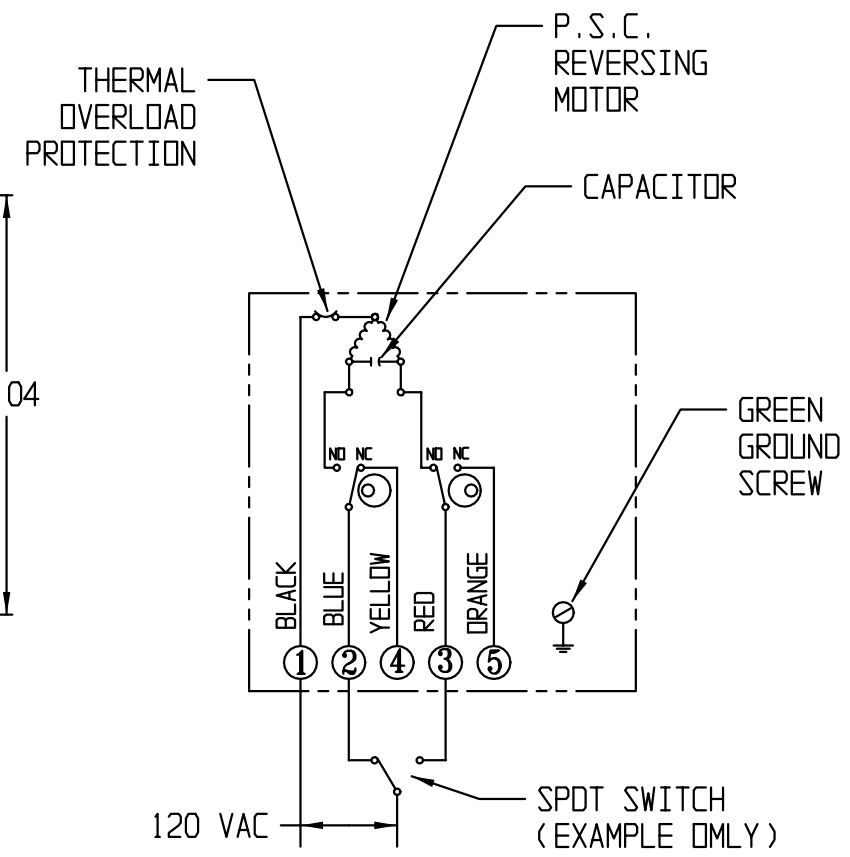 P.S.C.
REVERSING
MOTOR
THERMAL
OVERLOAD
PROTECTION
CAPACITOR
04
GREEN
GROUND
SCREW
NO NC
NO NC
BLACK
BLUE
YELLOW
RED
ORANGE
1 2 4 3 5
120 VAC
SPDT SWITCH
(EXAMPLE OMLY)